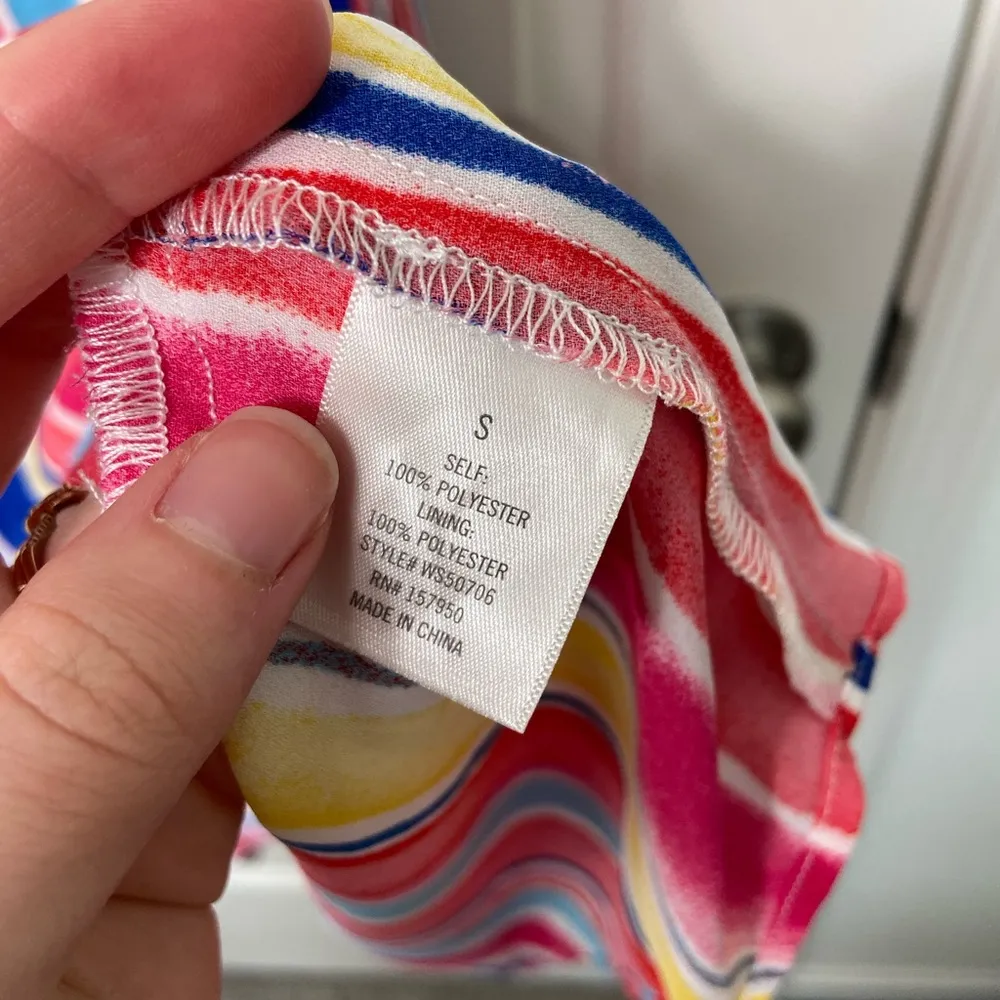 S
SELF:
100% POLYESTER
LINING:
100% POLYESTER
STYLE# WS50706
RN# 157950
MADE IN CHINA